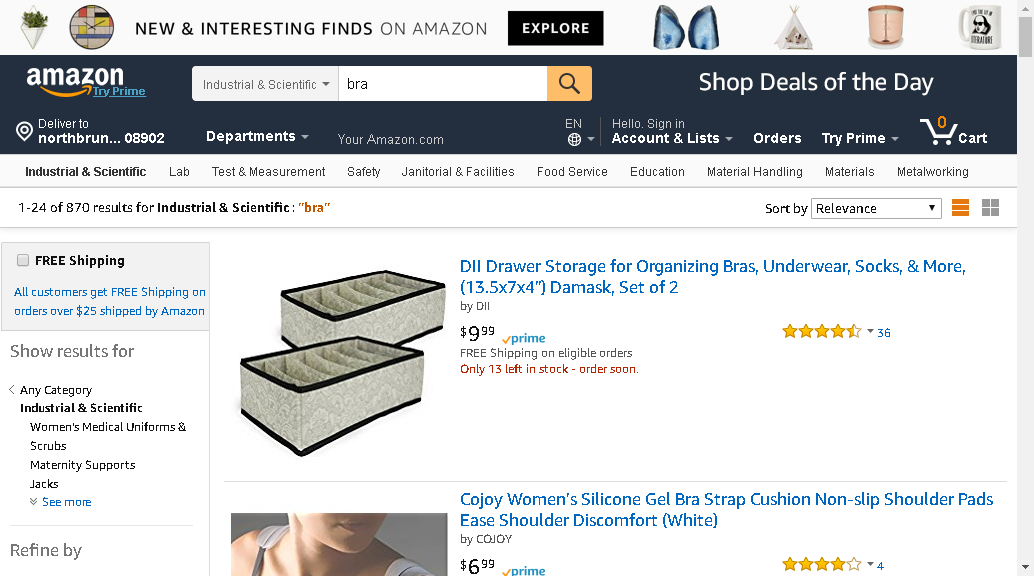 NEW & INTERESTING FINDS ON AMAZON
EXPLORE
amazon
Try Prime
Industrial & Scientific
bra
Shop Deals of the Day
Deliver to
northbrun... 08902
Departments
Your Amazon.com
EN
Hello. Sign in
Account & Lists
Orders
Try Prime
0
Cart
Industrial & Scientific
Lab
Test & Measurement
Safety
Janitorial & Facilities
Food Service
Education
Material Handling
Materials
Metalworking
1-24 of 870 results for Industrial & Scientific : "bra"
Sort by
Relevance
FREE Shipping
All customers get FREE Shipping on
orders over $25 shipped by Amazon
Show results for
Any Category
Industrial & Scientific
Women's Medical Uniforms &
Scrubs
Maternity Supports
Jacks
See more
Refine by
DII Drawer Storage for Organizing Bras, Underwear, Socks, & More,
(13.5x7x4") Damask, Set of 2
by DII
$9 99
prime
FREE Shipping on eligible orders
Only 13 left in stock - order soon.
36
Cojoy Women's Silicone Gel Bra Strap Cushion Non-slip Shoulder Pads
Ease Shoulder Discomfort (White)
by COJOY
$6 99
prime
4